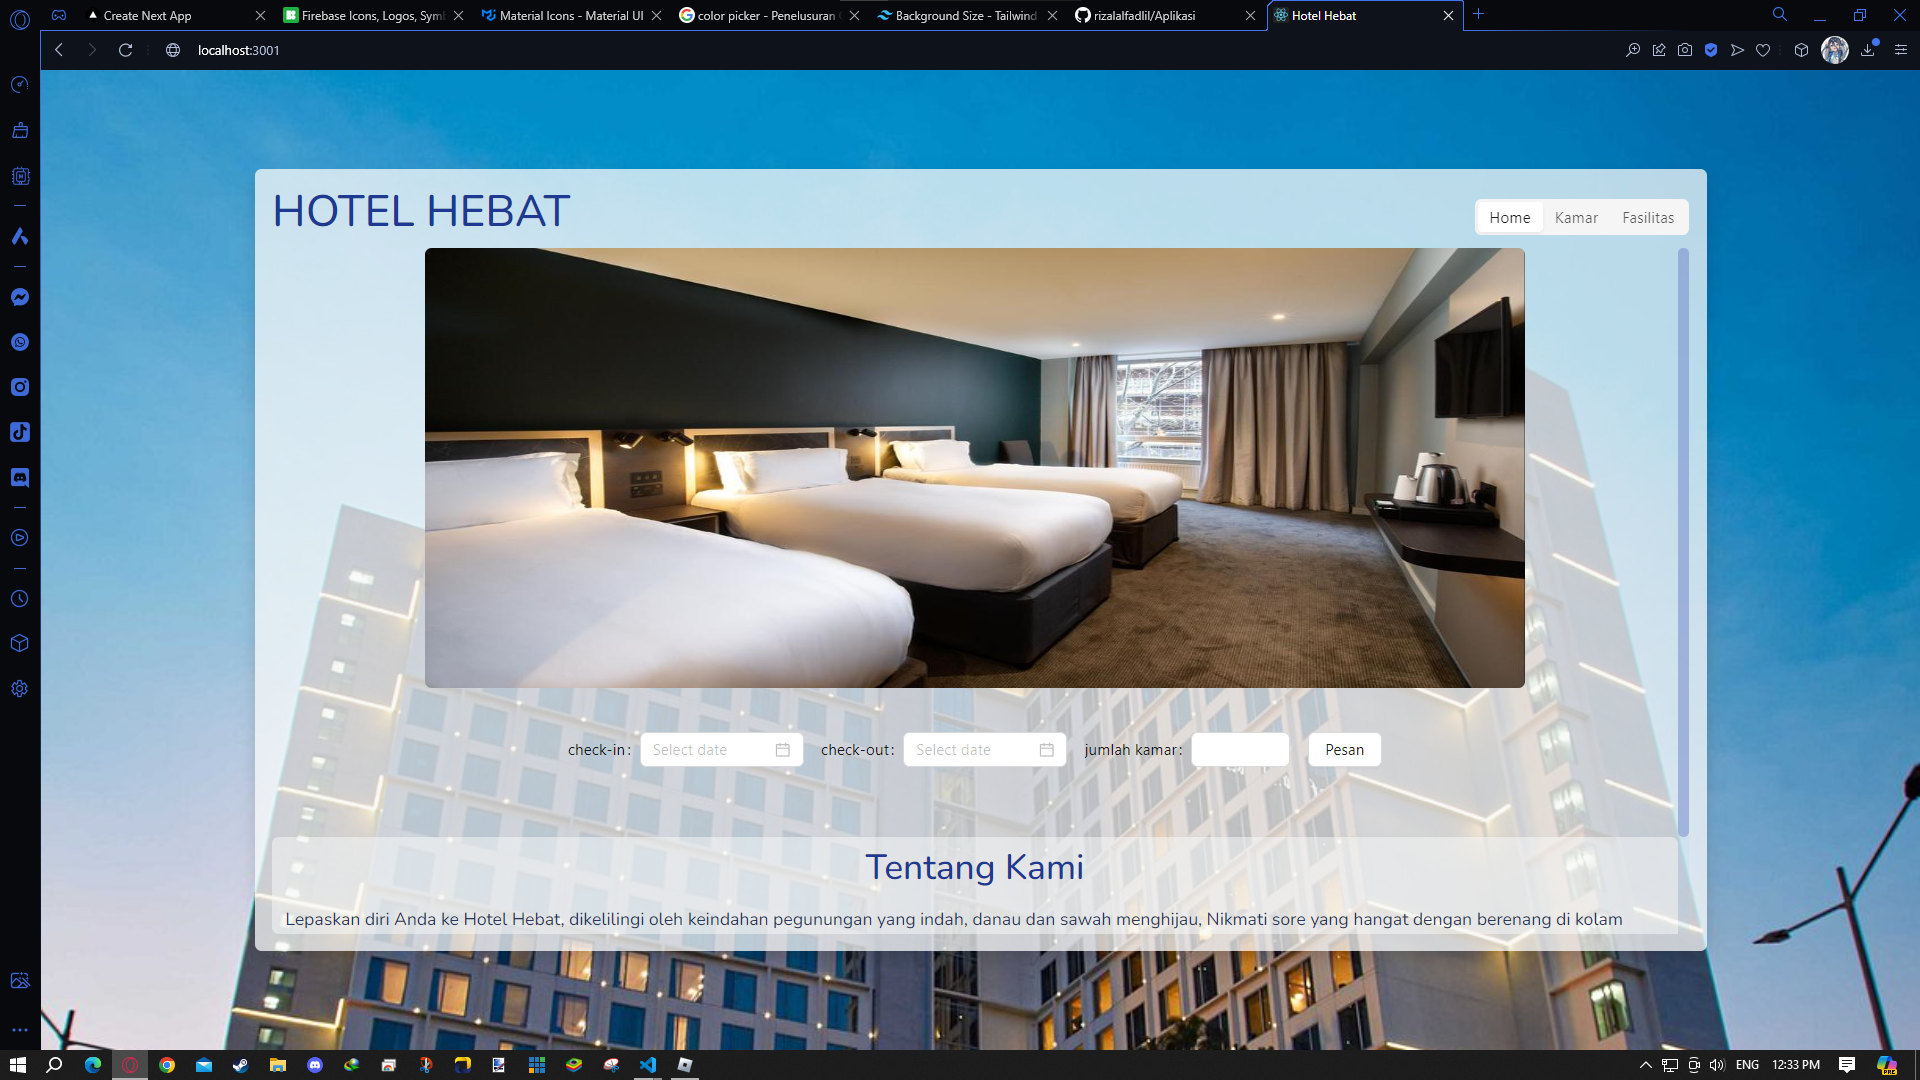 Create Next App
Firebase Icons, Logos, Sym
Material Icons - Material UI
color picker - Penelusuran
Background Size - Tailwind
rizalalfadlil/Aplikasi
Hotel Hebat
localhost:3001
HOTEL HEBAT
Home
Kamar
Fasilitas
check-in:
Select date
check-out:
Select date
jumlah kamar:
Pesan
Tentang Kami
Lepaskan diri Anda ke Hotel Hebat, dikelilingi oleh keindahan pegunungan yang indah, danau dan sawah menghijau, Nikmati sore yang hangat dengan berenang di kolam
ENG
12:33 PM